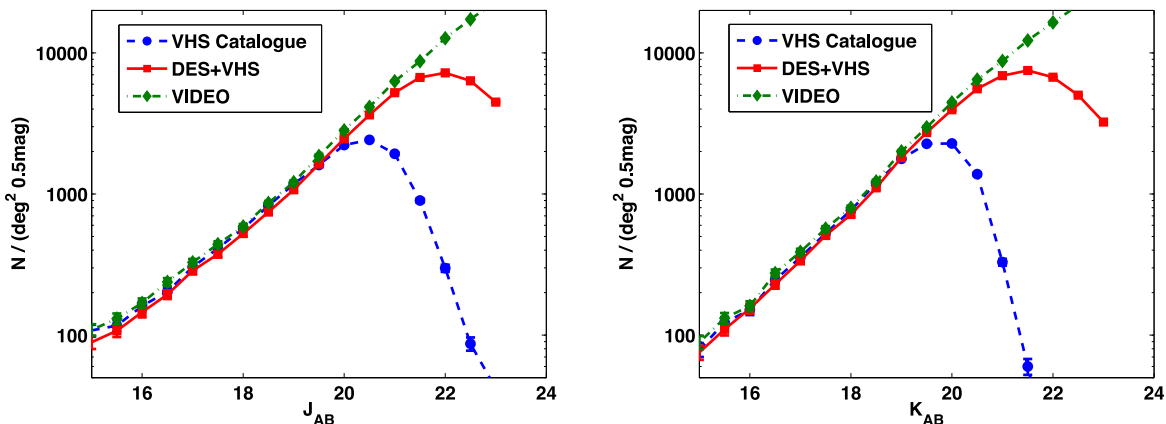 10000
1000
100
N / (deg² 0.5mag)
VHS Catalogue
DES+VHS
VIDEO
16 18 20 22 24
J_AB
10000
1000
100
N / (deg² 0.5mag)
VHS Catalogue
DES+VHS
VIDEO
16 18 20 22 24
K_AB